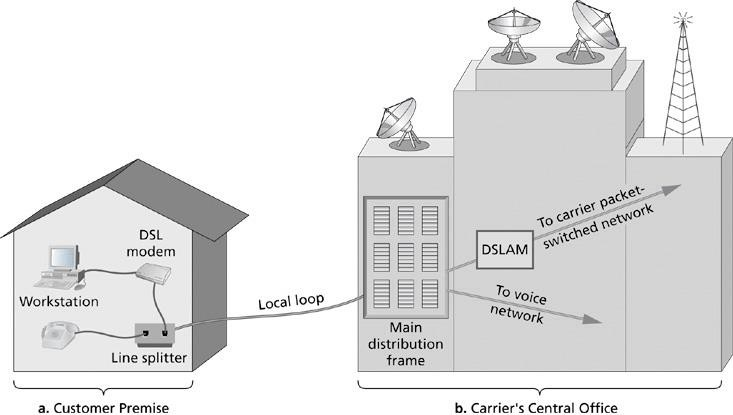 DSL
modem
Workstation
Line splitter
Local loop
Main
distribution
frame
DSLAM
To carrier packet-
switched network
To voice
network
a. Customer Premise
b. Carrier's Central Office